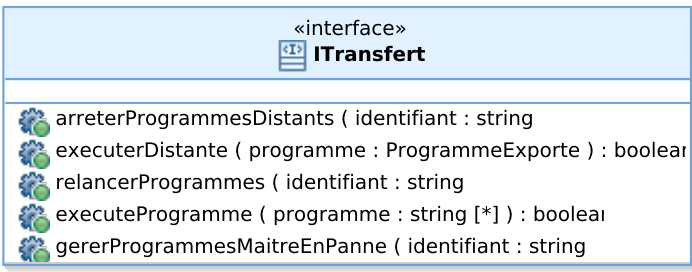 «interface»
ITransfert
arreterProgrammesDistants ( identifiant : string
executerDistante ( programme : ProgrammeExporte ) : boolean
relancerProgrammes ( identifiant : string
executeProgramme ( programme : string [*] ) : boolean
gererProgrammesMaitreEnPanne ( identifiant : string